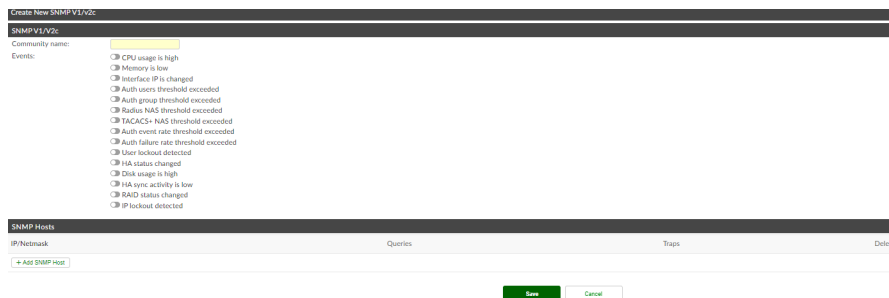 Create New SNMP V1/v2c
SNMP V1/V2c
Community name:
Events:
CPU usage is high
Memory is low
Interface IP is changed
Auth users threshold exceeded
Auth group threshold exceeded
Radius NAS threshold exceeded
TACACS+ NAS threshold exceeded
Auth event rate threshold exceeded
Auth failure rate threshold exceeded
User lockout detected
HA status changed
Disk usage is high
HA sync activity is low
RAID status changed
IP lockout detected
SNMP Hosts
IP/Netmask Queries Traps Dele
+ Add SNMP Host
Save Cancel